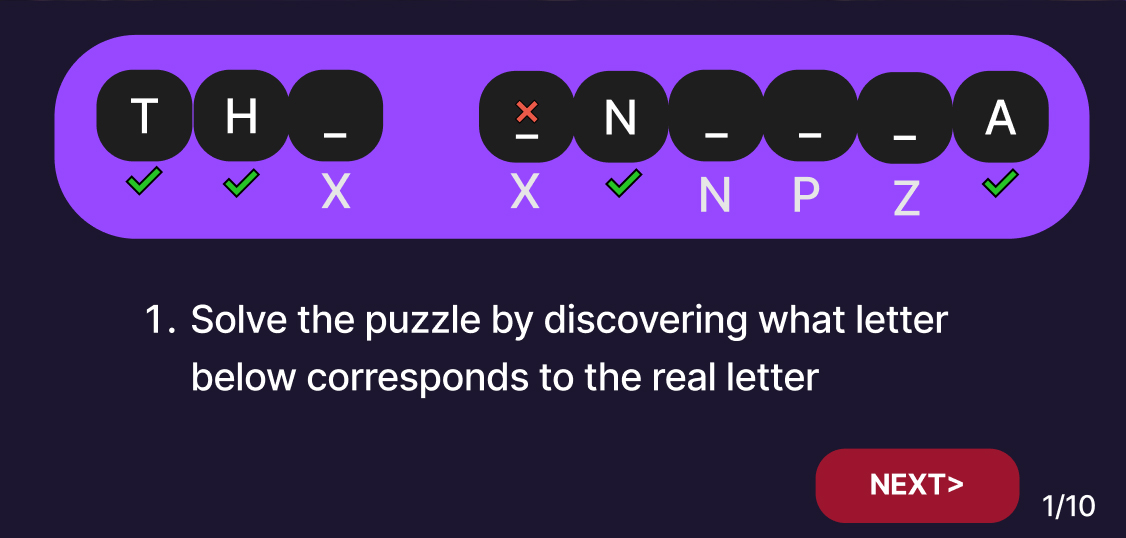 T H _ _ N _ _ _ A
X X N P Z
1. Solve the puzzle by discovering what letter
below corresponds to the real letter
NEXT>
1/10